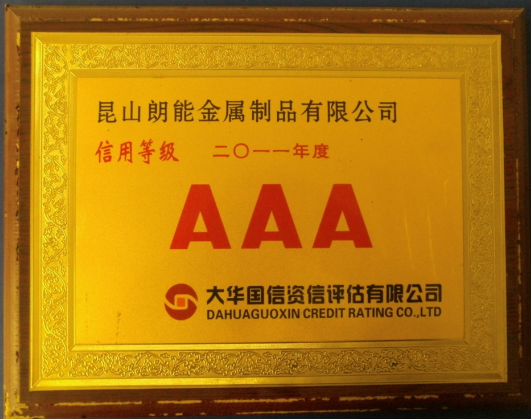 昆山朗能金属制品有限公司
信用等级 二〇一一年度
AAA
大华国信资信评估有限公司
DAHUAGUOXIN CREDIT RATING CO.,LTD